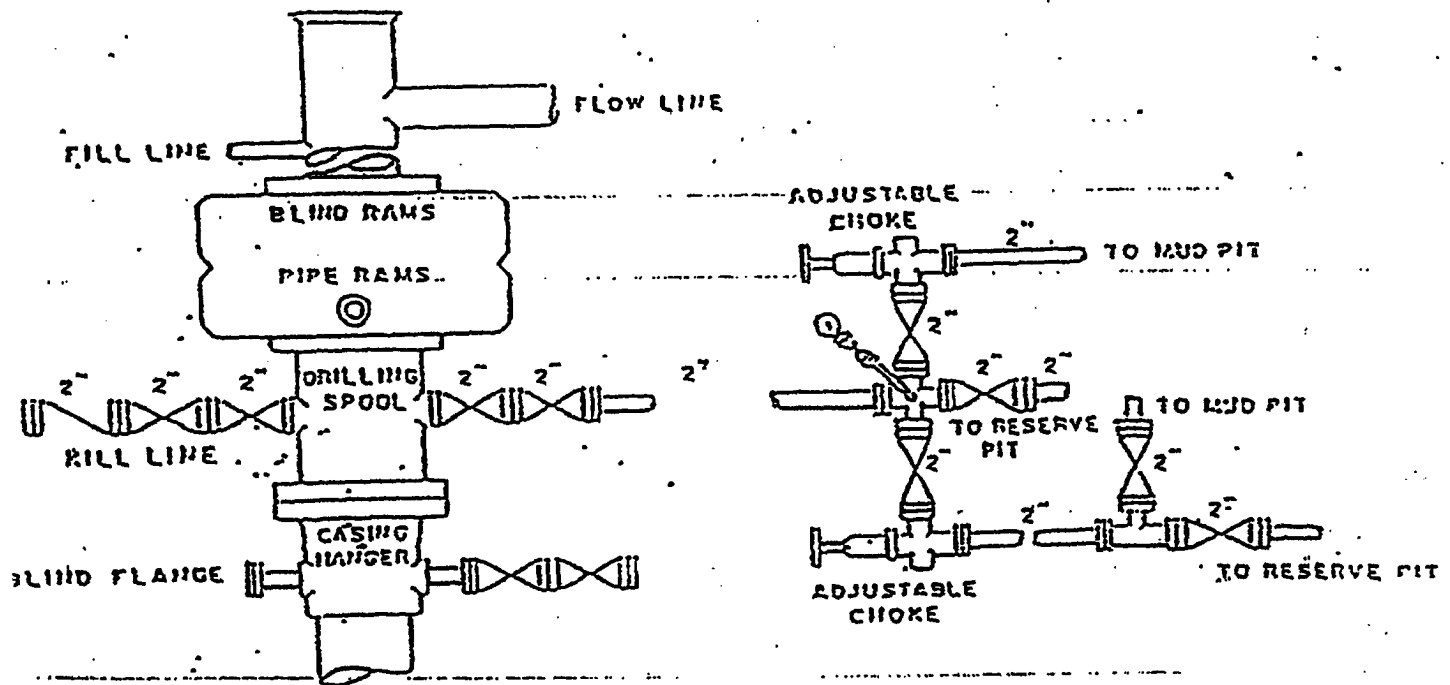 FLOW LINE
FILL LINE
BLIND RAMS
PIPE RAMS
ADJUSTABLE
CHOKE
2"
TO MUD PIT
2"
2" 2" 2"
DRILLING
SPOOL
2" 2" 2"
KILL LINE
2" 2"
TO RESERVE
PIT
TO MUD PIT
2"
2"
CASING
HANGER
BLIND FLANGE
2"
2"
TO RESERVE PIT
ADJUSTABLE
CHOKE